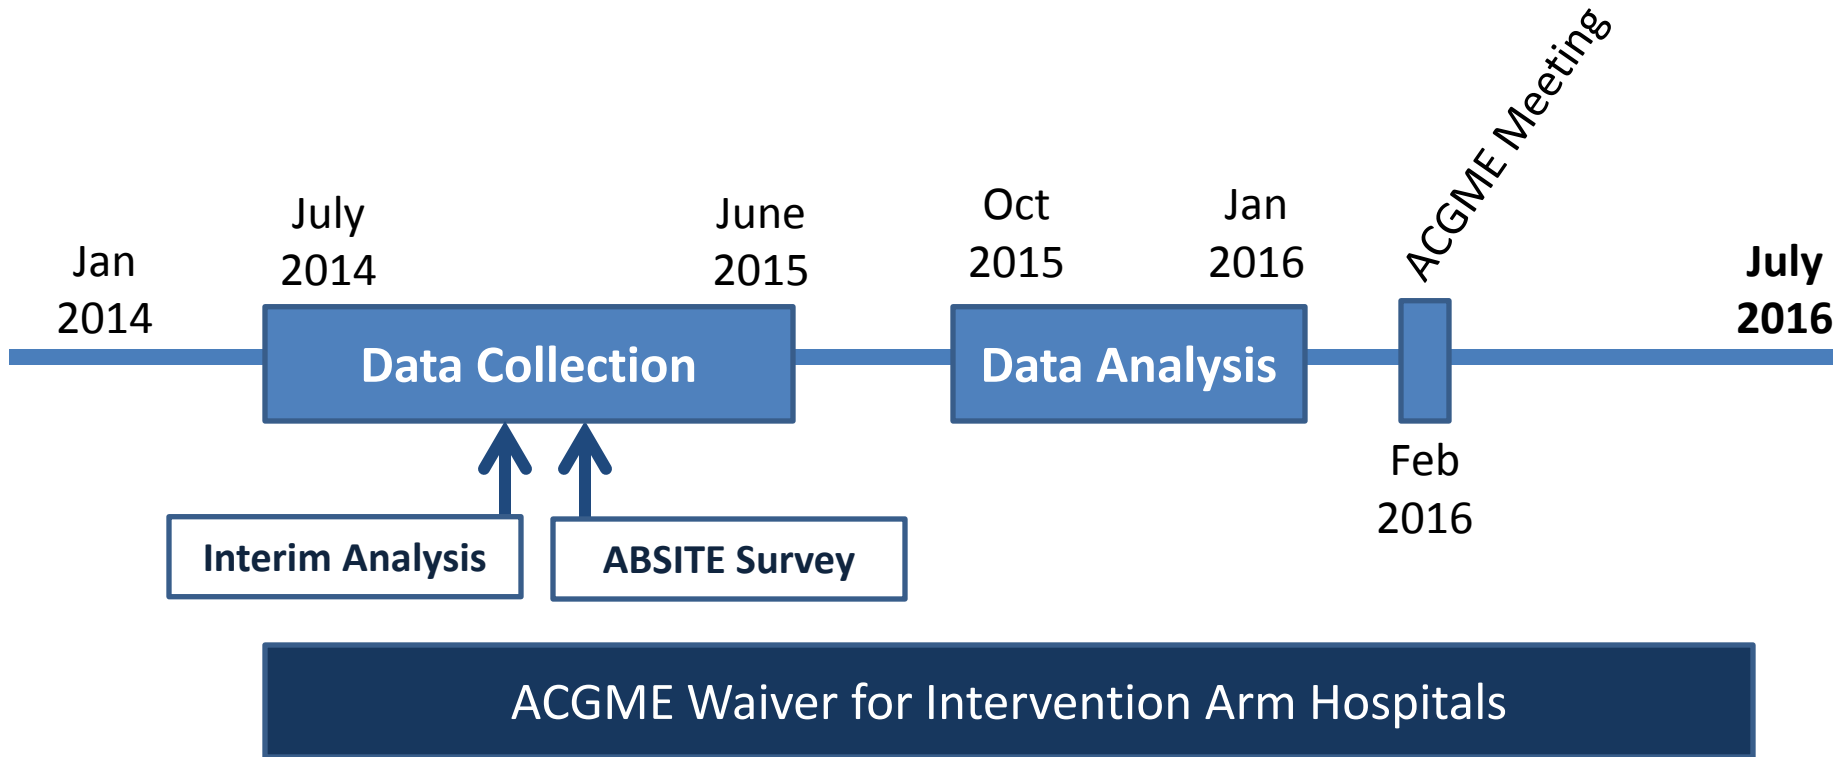 Jan
2014
July
2014
June
2015
Oct
2015
Jan
2016
ACGME Meeting
July
2016
Data Collection
Data Analysis
Feb
2016
Interim Analysis
ABSITE Survey
ACGME Waiver for Intervention Arm Hospitals